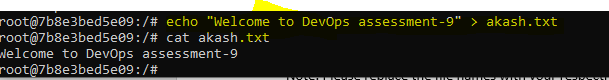 root@7b8e3bed5e09:/# echo "Welcome to DevOps assessment-9" > akash.txt
root@7b8e3bed5e09:/# cat akash.txt
Welcome to DevOps assessment-9
root@7b8e3bed5e09:/#